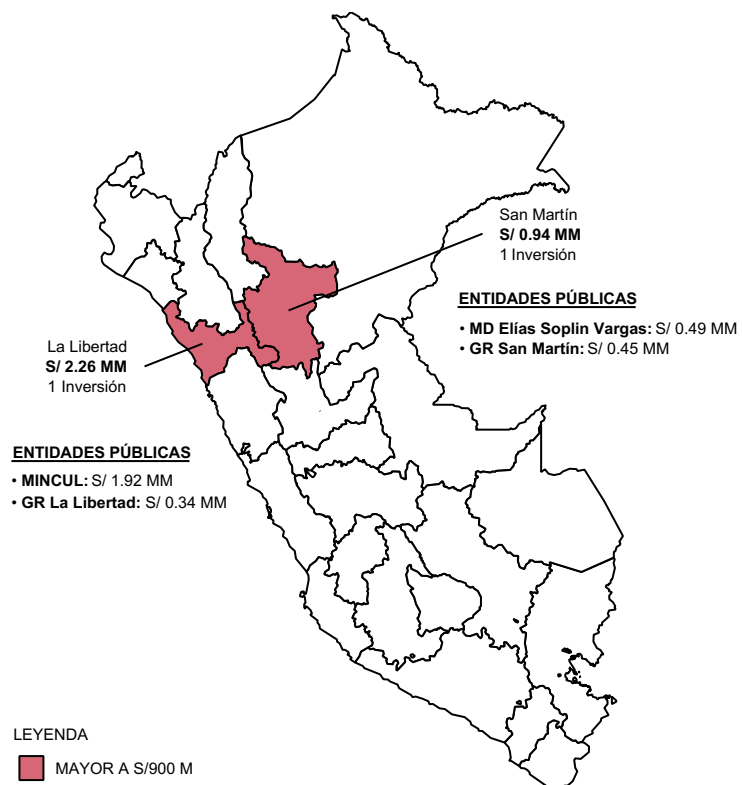 San Martín
S/ 0.94 MM
1 Inversión
ENTIDADES PÚBLICAS
• MD Elías Soplin Vargas: S/ 0.49 MM
• GR San Martín: S/ 0.45 MM
La Libertad
S/ 2.26 MM
1 Inversión
ENTIDADES PÚBLICAS
• MINCUL: S/ 1.92 MM
• GR La Libertad: S/ 0.34 MM
LEYENDA
MAYOR A S/900 M